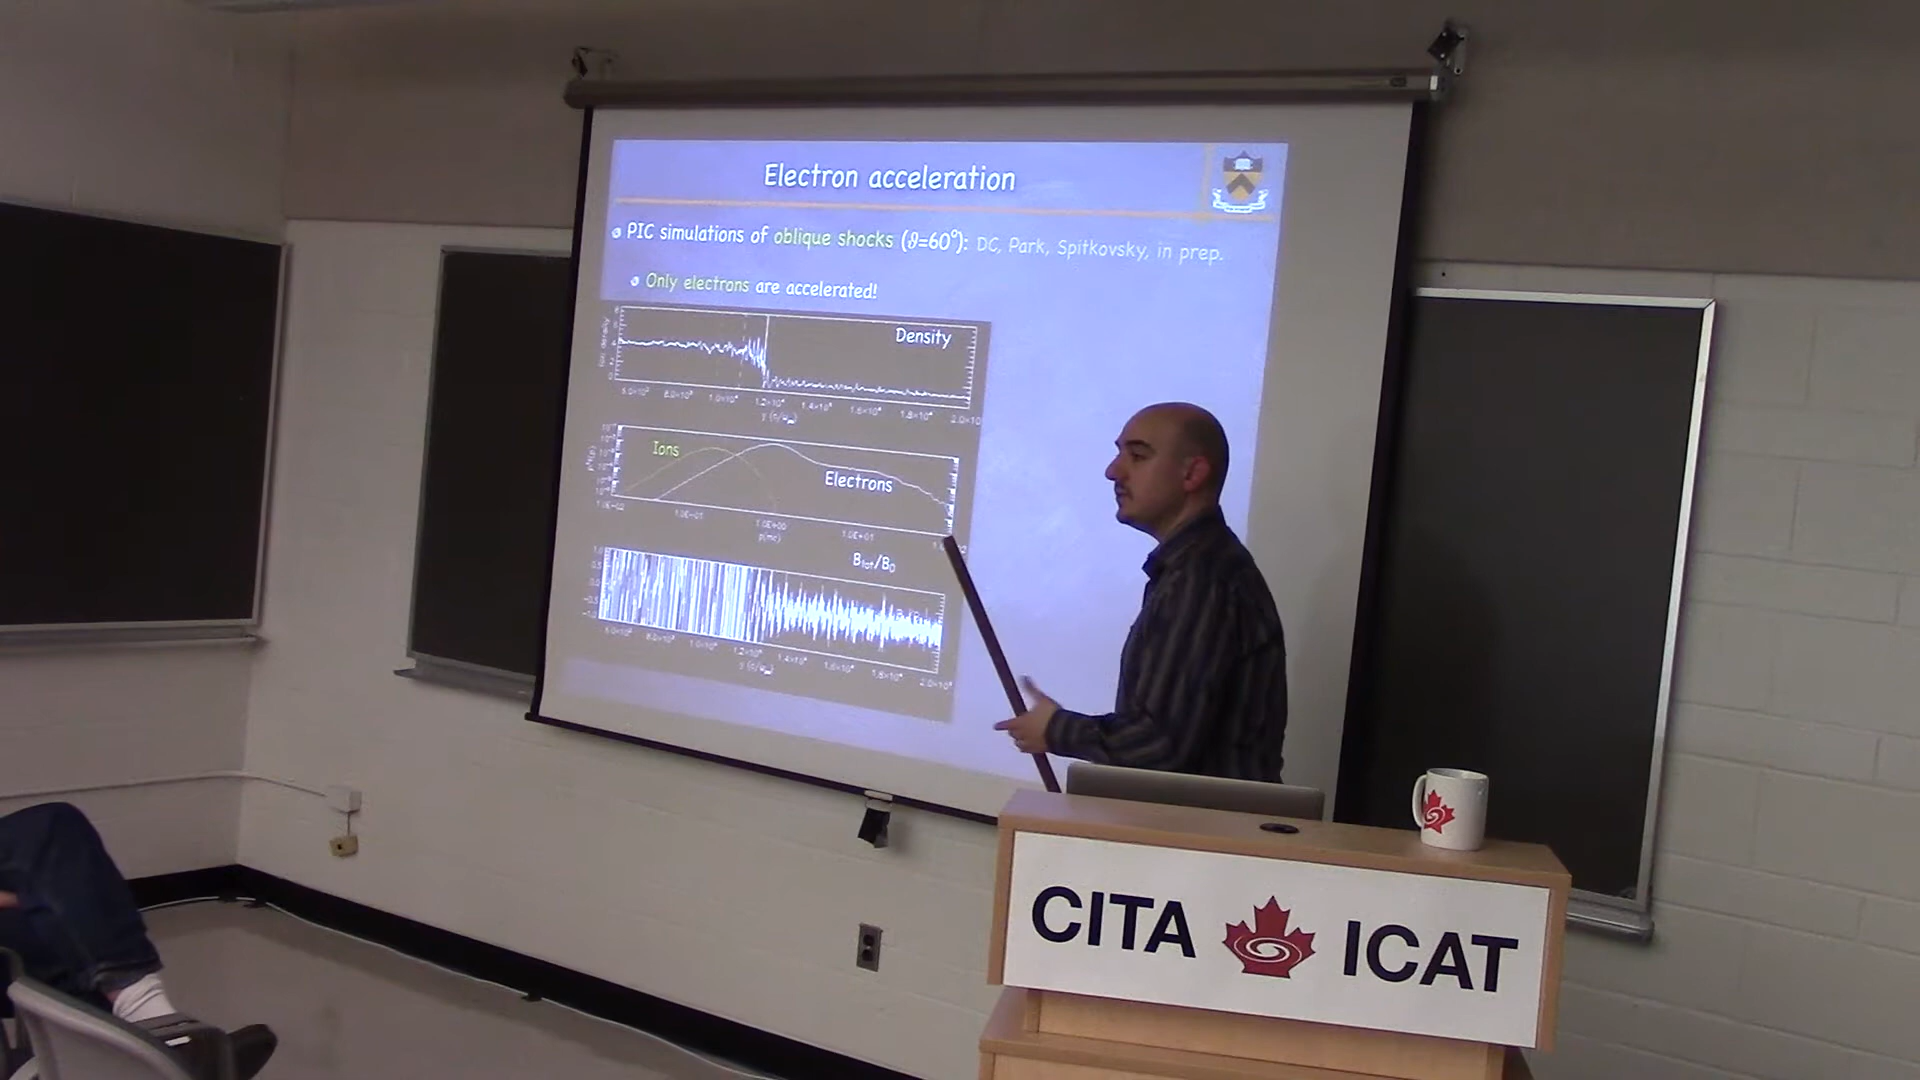 Electron acceleration
PIC simulations of oblique shocks (ϑ=60°): DC, Park, Spitkovsky, in prep.
Only electrons are accelerated!
Density
Ions
Electrons
p(mc)
B_tot/B_0
CITA ICAT